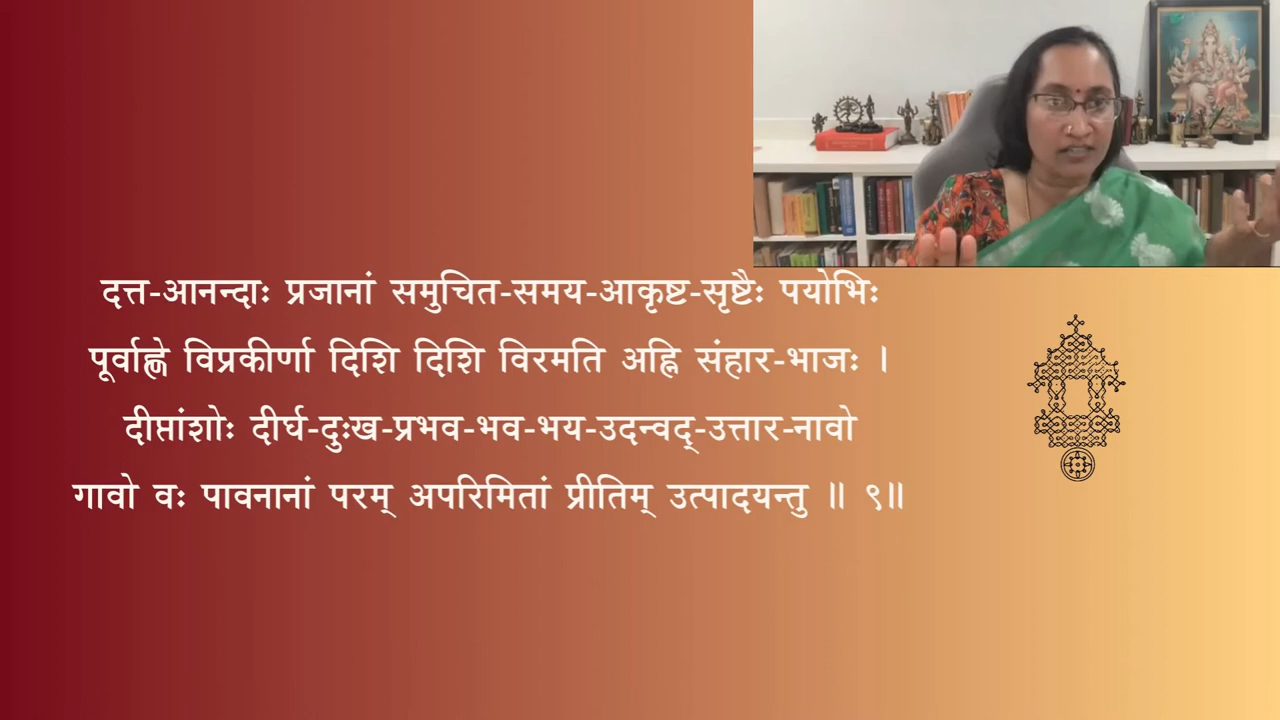 दत्त-आनन्दाः प्रजानां समुचित-समय-आकृष्ट-सृष्टैः पयोभिः
पूर्वाह्णे विप्रकीर्णा दिशि दिशि विरमति अह्नि संहार-भाजः ।
दीप्तांशोः दीर्घ-दुःख-प्रभव-भव-भय-उदन्वद्-उत्तार-नावो
गावो वः पावनानां परम् अपरिमितां प्रीतिम् उत्पादयन्तु ॥ ९॥